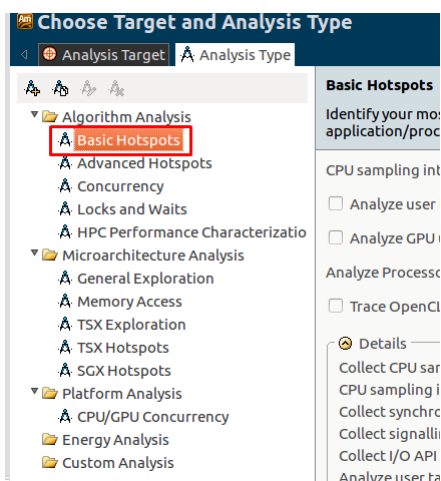 Choose Target and Analysis Type
Analysis Target
Analysis Type
Algorithm Analysis
Basic Hotspots
Advanced Hotspots
Concurrency
Locks and Waits
HPC Performance Characterizatio
Microarchitecture Analysis
General Exploration
Memory Access
TSX Exploration
TSX Hotspots
SGX Hotspots
Platform Analysis
CPU/GPU Concurrency
Energy Analysis
Custom Analysis
Basic Hotspots
Identify your mos
application/proc
CPU sampling int
Analyze user
Analyze GPU
Analyze Processo
Trace OpenCL
Details
Collect CPU sam
CPU sampling i
Collect synchro
Collect signalli
Collect I/O API
Analyze user ta